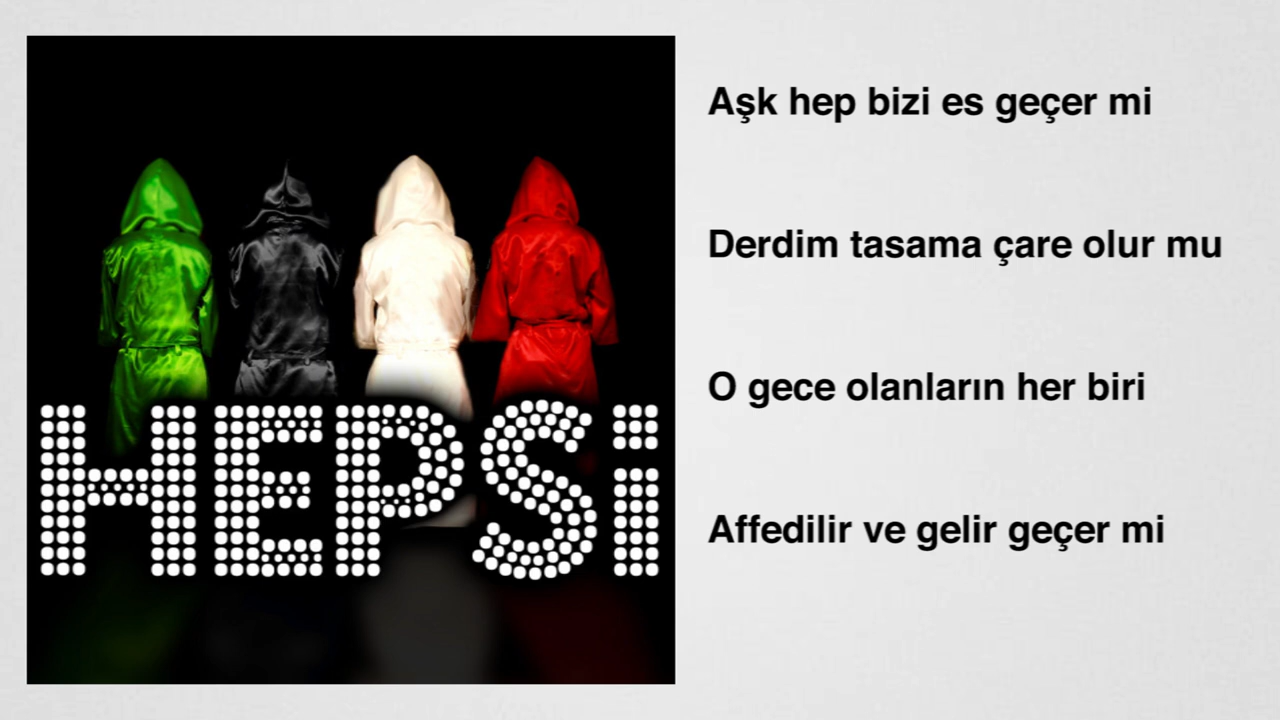 HEPSi
Aşk hep bizi es geçer mi
Derdim tasama çare olur mu
O gece olanların her biri
Affedilir ve gelir geçer mi